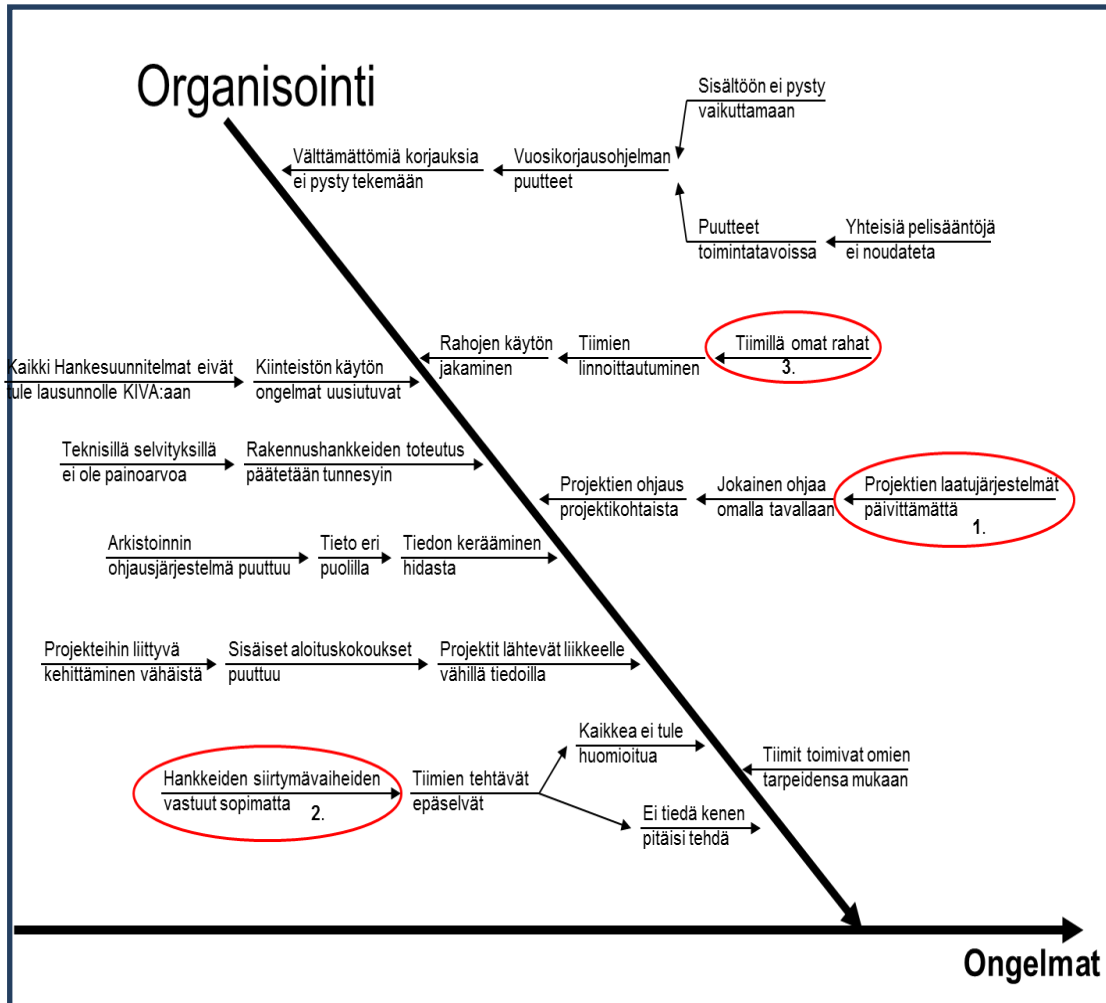 Organisointi
Sisältöön ei pysty
vaikuttamaan
Välttämättömiä korjauksia
ei pysty tekemään
Vuosikorjausohjelman
puutteet
Puutteet
toimintatavoissa
Yhteisiä pelisääntöjä
ei noudateta
Rahojen käytön
jakaminen
Tiimien
linnoittautuminen
Tiimillä omat rahat
3.
Kaikki Hankesuunnitelmat eivät
tule lausunnolle KIVA:aan
Kiinteistön käytön
ongelmat uusiutuvat
Teknisillä selvityksillä
ei ole painoarvoa
Rakennushankkeiden toteutus
päätetään tunnesyin
Projektien ohjaus
projektikohtaista
Jokainen ohjaa
omalla tavallaan
Projektien laatujärjestelmät
päivittämättä
1.
Arkistoinnin
ohjausjärjestelmä puuttuu
Tieto eri
puolilla
Tiedon kerääminen
hidasta
Projekteihin liittyvä
kehittäminen vähäistä
Sisäiset aloituskokoukset
puuttuu
Projektit lähtevät liikkeelle
vähillä tiedoilla
Kaikkea ei tule
huomioitua
Tiimit toimivat omien
tarpeidensa mukaan
Hankkeiden siirtymävaiheiden
vastuut sopimatta
2.
Tiimien tehtävät
epäselvät
Ei tiedä kenen
pitäisi tehdä
Ongelmat